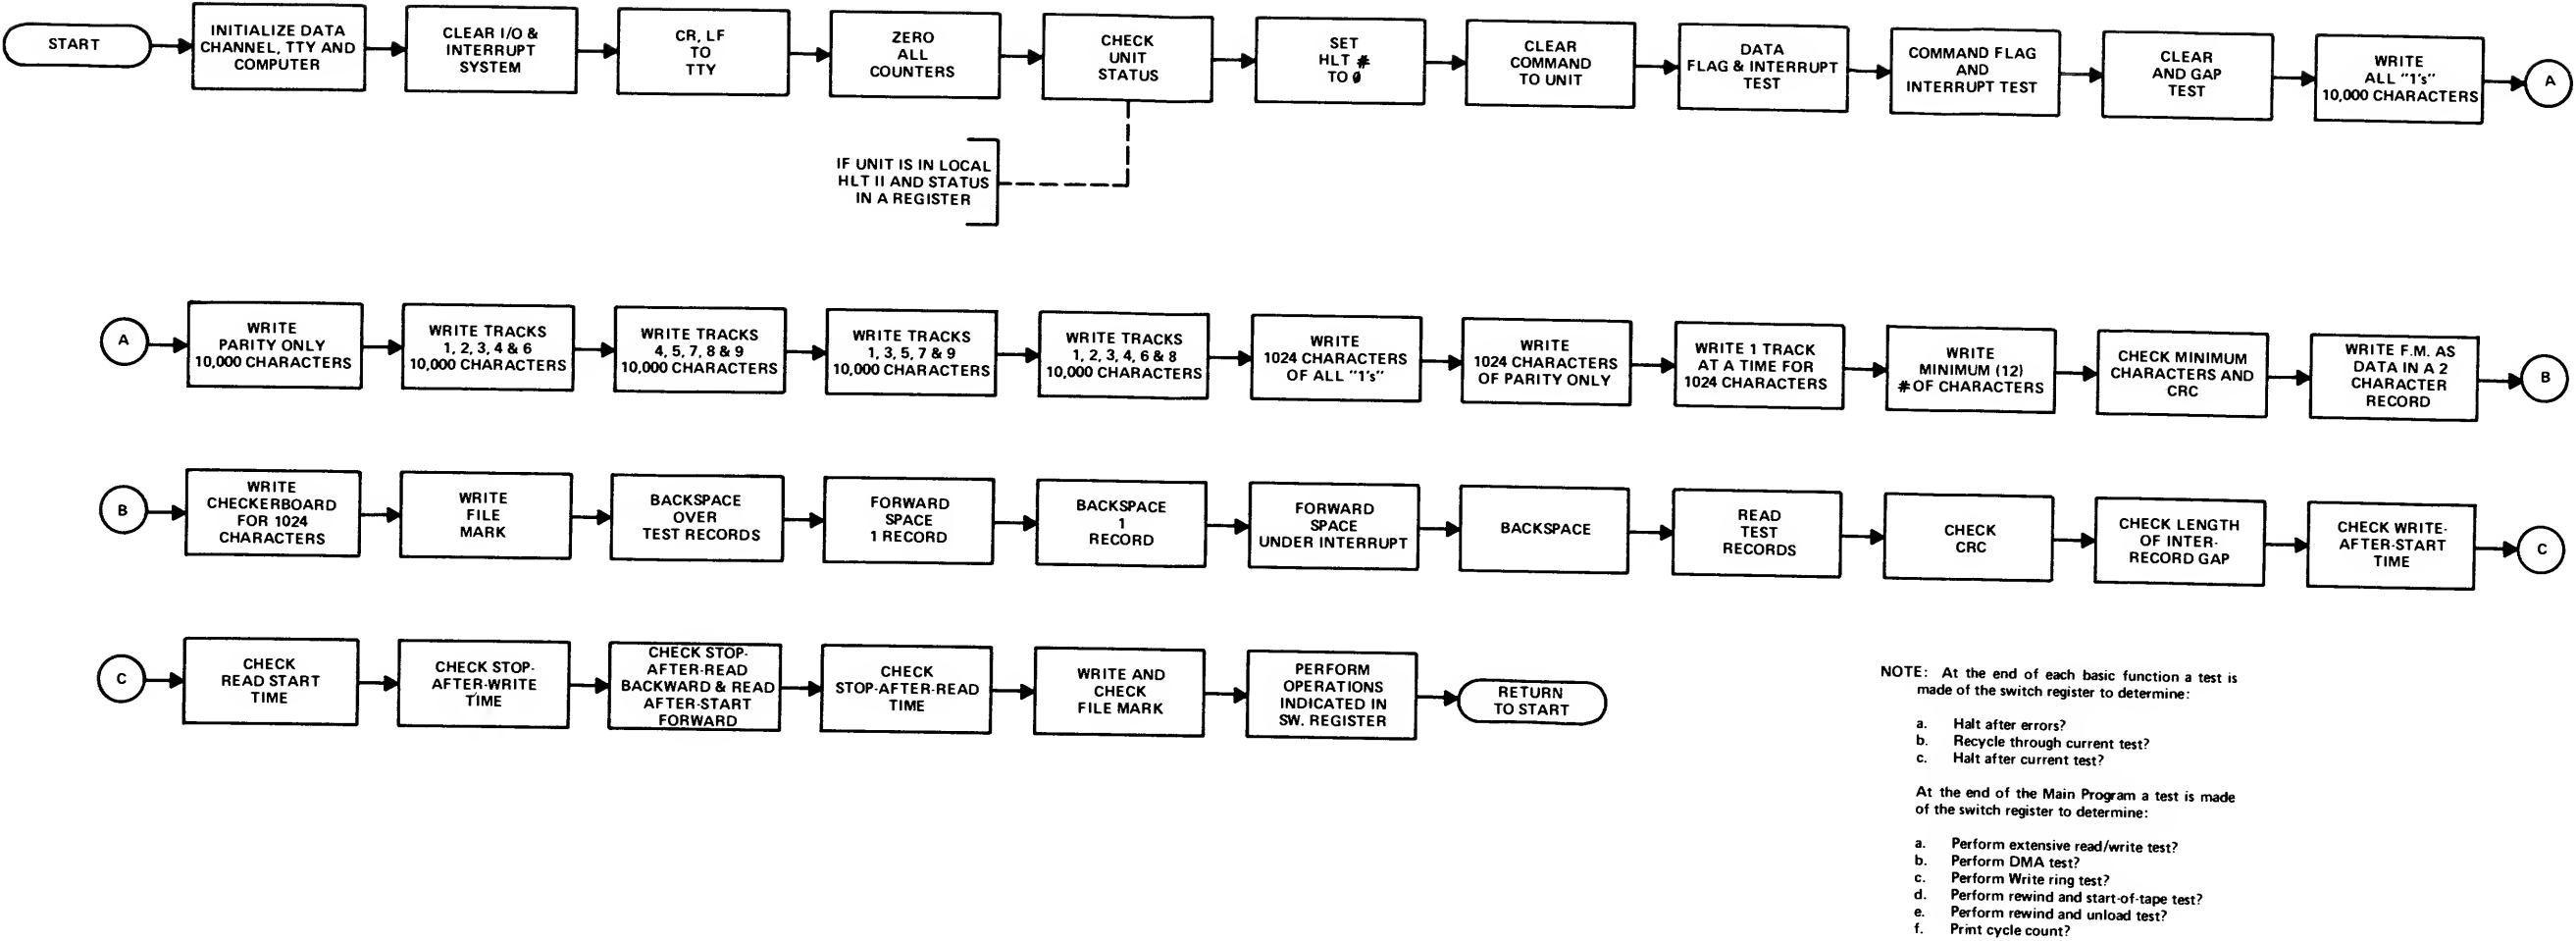 START
INITIALIZE DATA
CHANNEL, TTY AND
COMPUTER
CLEAR I/O &
INTERRUPT
SYSTEM
CR, LF
TO
TTY
ZERO
ALL
COUNTERS
CHECK
UNIT
STATUS
SET
HLT #
TO 0
CLEAR
COMMAND
TO UNIT
DATA
FLAG & INTERRUPT
TEST
COMMAND FLAG
AND
INTERRUPT TEST
CLEAR
AND GAP
TEST
WRITE
ALL "1's"
10,000 CHARACTERS
A
IF UNIT IS IN LOCAL
HLT II AND STATUS
IN A REGISTER
A
WRITE
PARITY ONLY
10,000 CHARACTERS
WRITE TRACKS
1, 2, 3, 4 & 6
10,000 CHARACTERS
WRITE TRACKS
4, 5, 7, 8 & 9
10,000 CHARACTERS
WRITE TRACKS
1, 3, 5, 7 & 9
10,000 CHARACTERS
WRITE TRACKS
1, 2, 3, 4, 6 & 8
10,000 CHARACTERS
WRITE
1024 CHARACTERS
OF ALL "1's"
WRITE
1024 CHARACTERS
OF PARITY ONLY
WRITE 1 TRACK
AT A TIME FOR
1024 CHARACTERS
WRITE
MINIMUM (12)
# OF CHARACTERS
CHECK MINIMUM
CHARACTERS AND
CRC
WRITE F.M. AS
DATA IN A 2
CHARACTER
RECORD
B
B
WRITE
CHECKERBOARD
FOR 1024
CHARACTERS
WRITE
FILE
MARK
BACKSPACE
OVER
TEST RECORDS
FORWARD
SPACE
1 RECORD
BACKSPACE
1
RECORD
FORWARD
SPACE
UNDER INTERRUPT
BACKSPACE
READ
TEST
RECORDS
CHECK
CRC
CHECK LENGTH
OF INTER-
RECORD GAP
CHECK WRITE-
AFTER-START
TIME
C
C
CHECK
READ START
TIME
CHECK STOP-
AFTER-WRITE
TIME
CHECK STOP-
AFTER-READ
BACKWARD & READ
AFTER-START
FORWARD
CHECK
STOP-AFTER-READ
TIME
WRITE AND
CHECK
FILE MARK
PERFORM
OPERATIONS
INDICATED IN
SW. REGISTER
RETURN
TO START
NOTE: At the end of each basic function a test is
made of the switch register to determine:
a. Halt after errors?
b. Recycle through current test?
c. Halt after current test?
At the end of the Main Program a test is made
of the switch register to determine:
a. Perform extensive read/write test?
b. Perform DMA test?
c. Perform Write ring test?
d. Perform rewind and start-of-tape test?
e. Perform rewind and unload test?
f. Print cycle count?